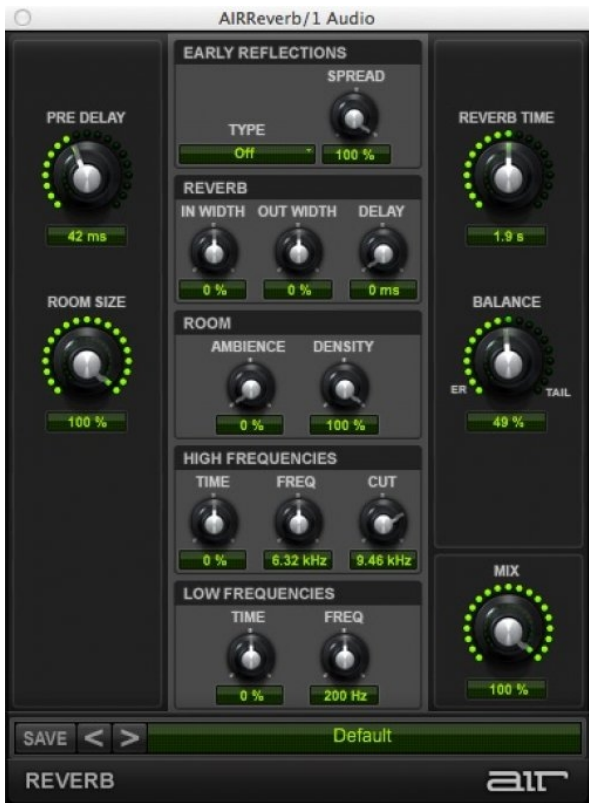 AIRReverb/1 Audio
PRE DELAY
42 ms
ROOM SIZE
100 %
EARLY REFLECTIONS
SPREAD
TYPE
Off
100 %
REVERB
IN WIDTH OUT WIDTH DELAY
0 % 0 % 0 ms
ROOM
AMBIENCE DENSITY
0 % 100 %
HIGH FREQUENCIES
TIME FREQ CUT
0 % 6.32 kHz 9.46 kHz
LOW FREQUENCIES
TIME FREQ
0 % 200 Hz
REVERB TIME
1.9 s
BALANCE
ER TAIL
49 %
MIX
100 %
SAVE < > Default
REVERB air